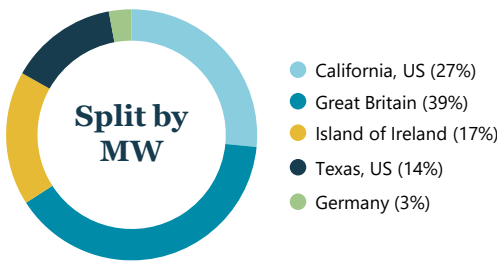 Split by
MW
California, US (27%)
Great Britain (39%)
Island of Ireland (17%)
Texas, US (14%)
Germany (3%)